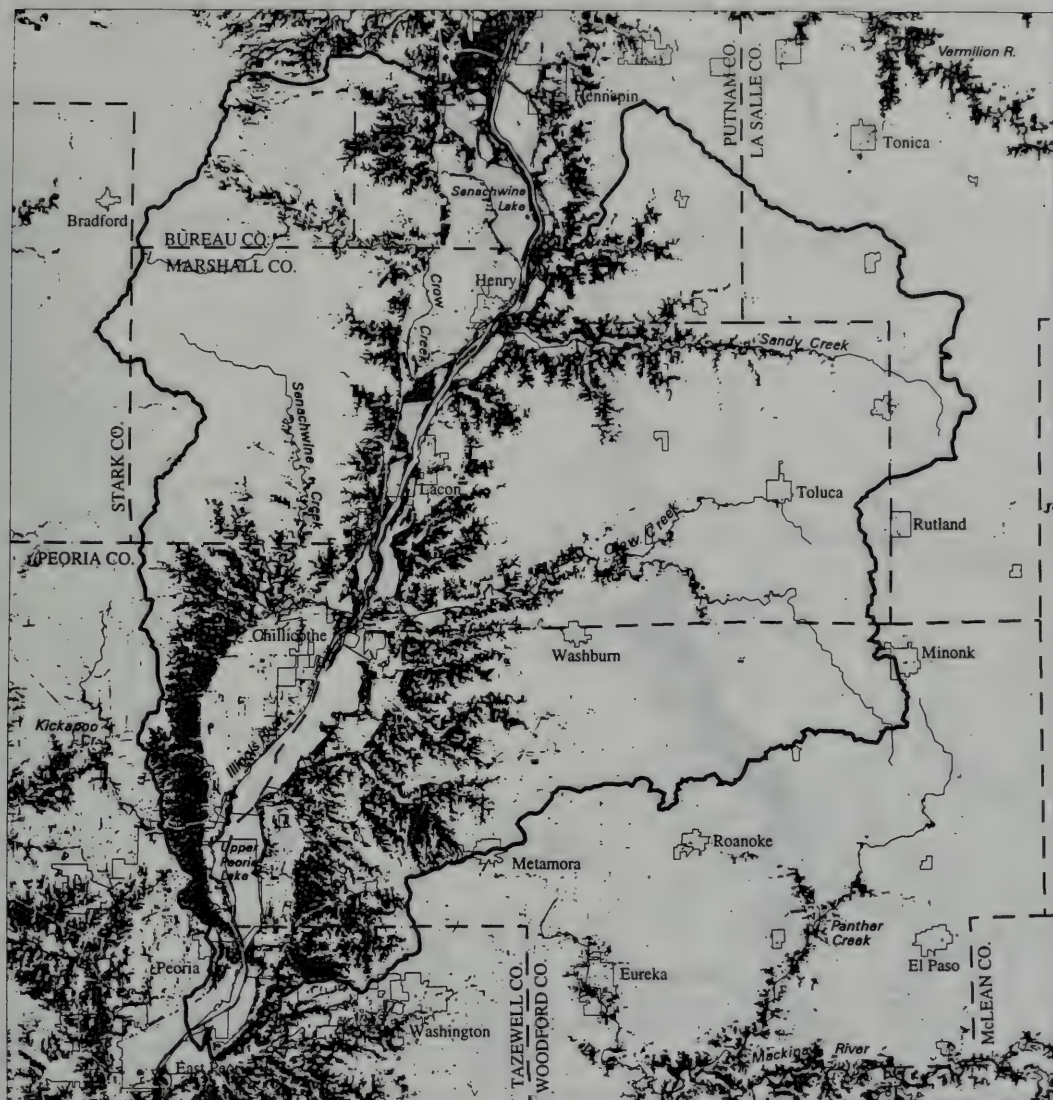 Vermilion R.
PUTNAM CO.
LA SALLE CO.
Hennepin
Tonica
Senachwine
Lake
Bradford
BUREAU CO.
MARSHALL CO.
Henry
Crow
Creek
Sandy Creek
Senachwine
Creek
STARK CO.
Lacon
Toluca
Rutland
Crow Creek
PEORIA CO.
Chillicothe
Washburn
Minonk
Kickapoo
Cr.
Illinois River
Upper
Peoria
Lake
Roanoke
Metamora
Panther
Creek
El Paso
Peoria
Eureka
Washington
TAZEWELL CO.
WOODFORD CO.
McLEAN CO.
Mackinaw River
East Peoria